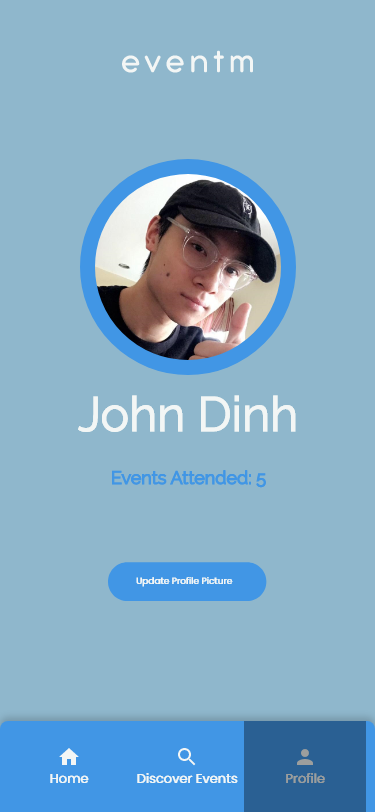 eventm
John Dinh
Events Attended: 5
Update Profile Picture
Home
Discover Events
Profile